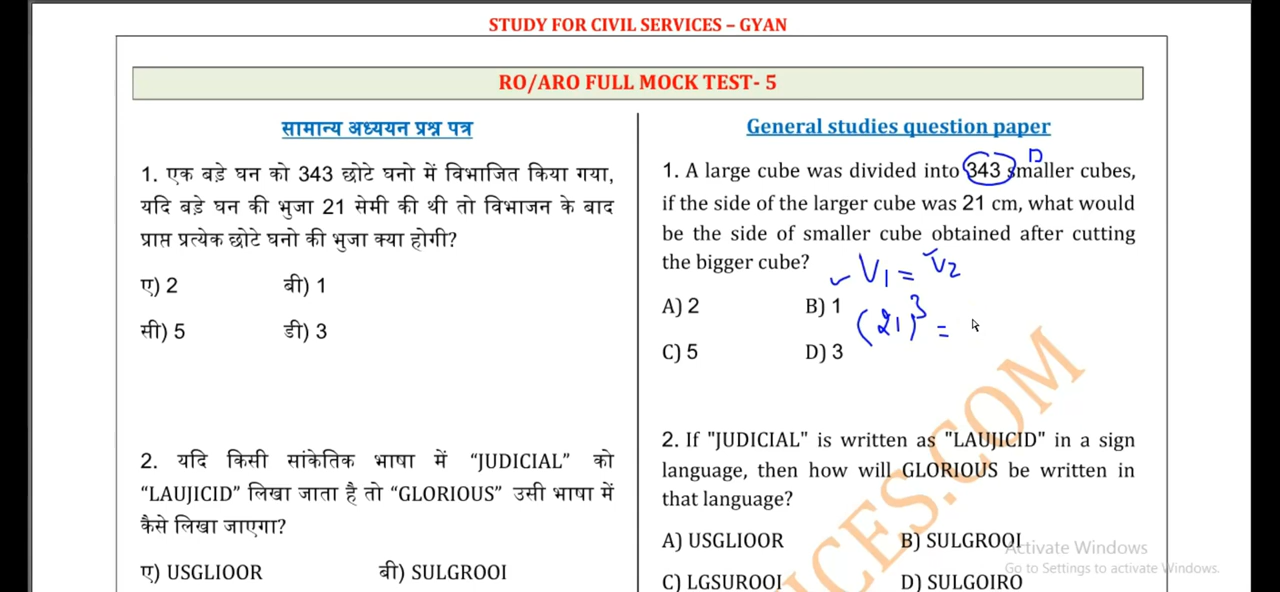 STUDY FOR CIVIL SERVICES – GYAN
RO/ARO FULL MOCK TEST- 5
सामान्य अध्ययन प्रश्न पत्र
1. एक बड़े घन को 343 छोटे घनो में विभाजित किया गया,
यदि बड़े घन की भुजा 21 सेमी की थी तो विभाजन के बाद
प्राप्त प्रत्येक छोटे घनो की भुजा क्या होगी?
ए) 2 बी) 1
सी) 5 डी) 3
2. यदि किसी सांकेतिक भाषा में “JUDICIAL” को
“LAUJICID” लिखा जाता है तो “GLORIOUS” उसी भाषा में
कैसे लिखा जाएगा?
ए) USGLIOOR बी) SULGROOI
General studies question paper
1. A large cube was divided into 343 smaller cubes,
if the side of the larger cube was 21 cm, what would
be the side of smaller cube obtained after cutting
the bigger cube?
V₁ = V₂
A) 2 B) 1
(21)³ =
C) 5 D) 3
2. If "JUDICIAL" is written as "LAUJICID" in a sign
language, then how will GLORIOUS be written in
that language?
A) USGLIOOR B) SULGROOI
C) LGSUROOI D) SULGOIRO
ICES.COM
Activate Windows
Go to Settings to activate Windows.